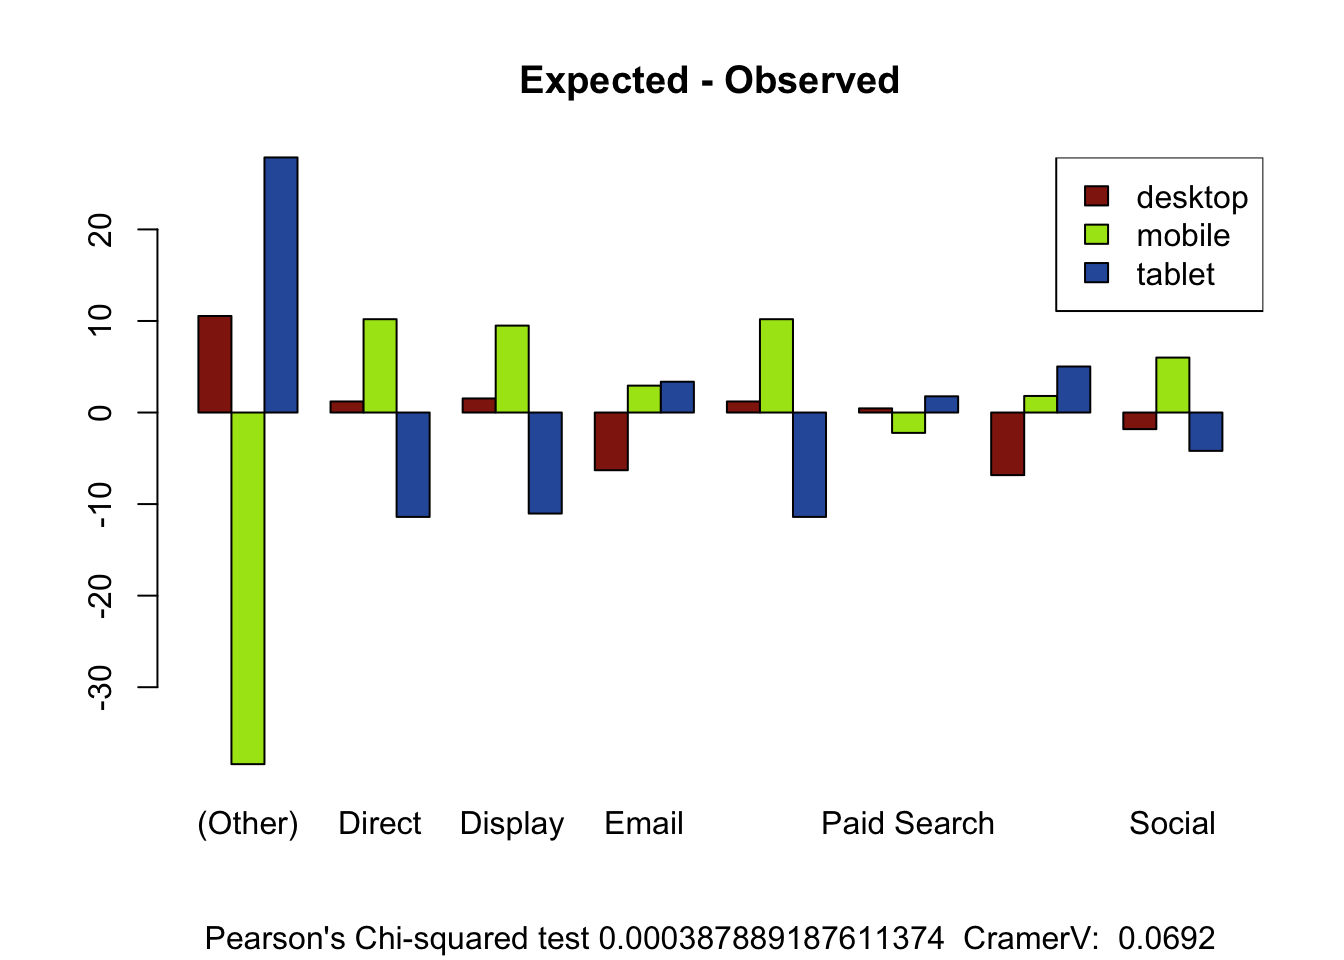 Expected - Observed
desktop
mobile
tablet
20
10
0
-10
-20
-30
(Other) Direct Display Email Paid Search Social
Pearson's Chi-squared test 0.000387889187611374 CramerV: 0.0692